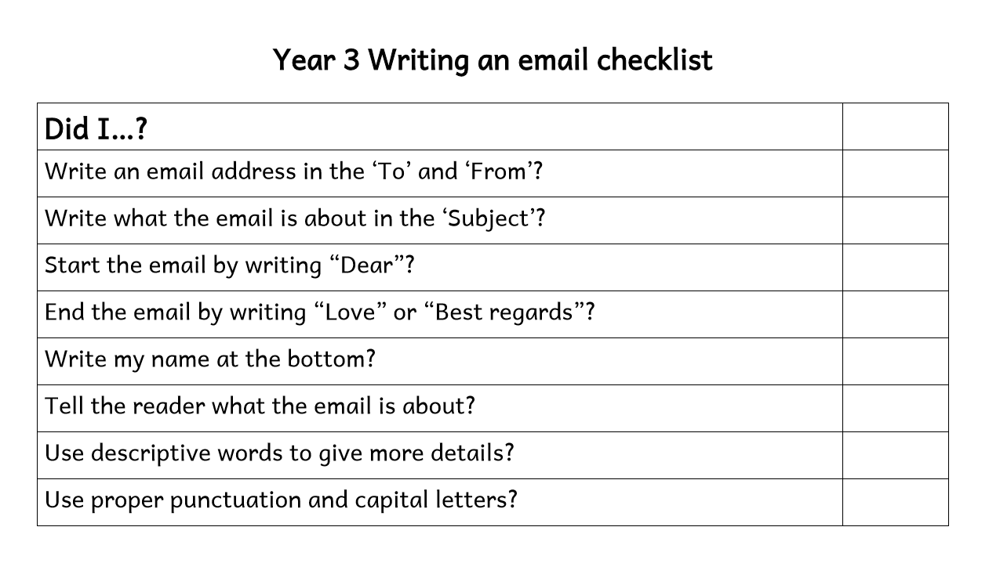 Year 3 Writing an email checklist
Did I...?
Write an email address in the ‘To’ and ‘From’?
Write what the email is about in the ‘Subject’?
Start the email by writing “Dear”?
End the email by writing “Love” or “Best regards”?
Write my name at the bottom?
Tell the reader what the email is about?
Use descriptive words to give more details?
Use proper punctuation and capital letters?